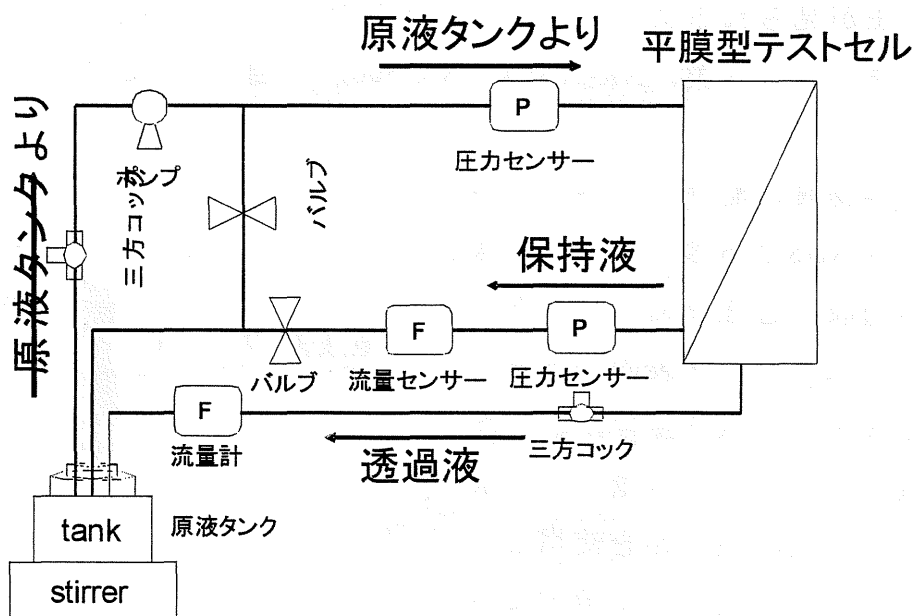 原液タンクより
平膜型テストセル
原液タンクより
P
圧力センサー
ポンプ
三方コック
バルブ
保持液
F
P
バルブ
流量センサー
圧力センサー
F
流量計
透過液
三方コック
tank
原液タンク
stirrer